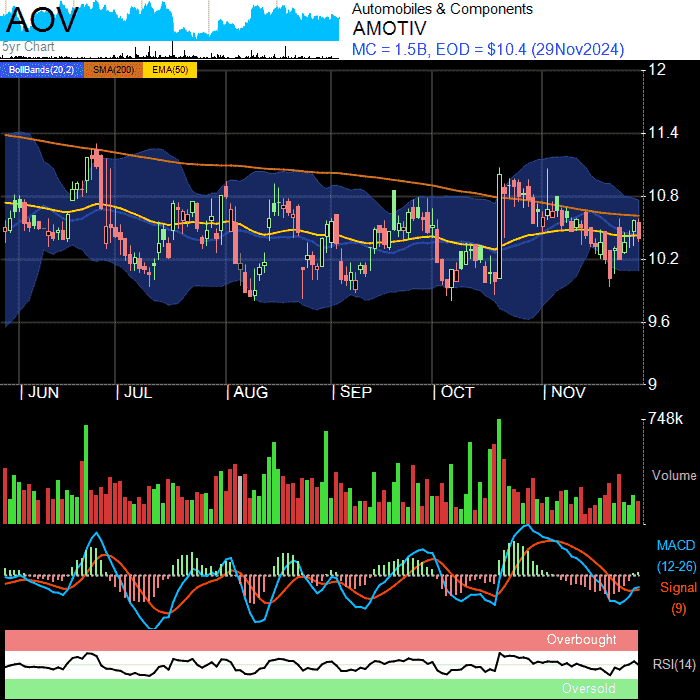 AOV
5yr Chart
Automobiles & Components
AMOTIV
MC = 1.5B, EOD = $10.4 (29Nov2024)
BollBands(20,2) SMA(200) EMA(50)
12
11.4
10.8
10.2
9.6
9
JUN JUL AUG SEP OCT NOV
748k
Volume
MACD
(12-26)
Signal
(9)
Overbought
RSI(14)
Oversold